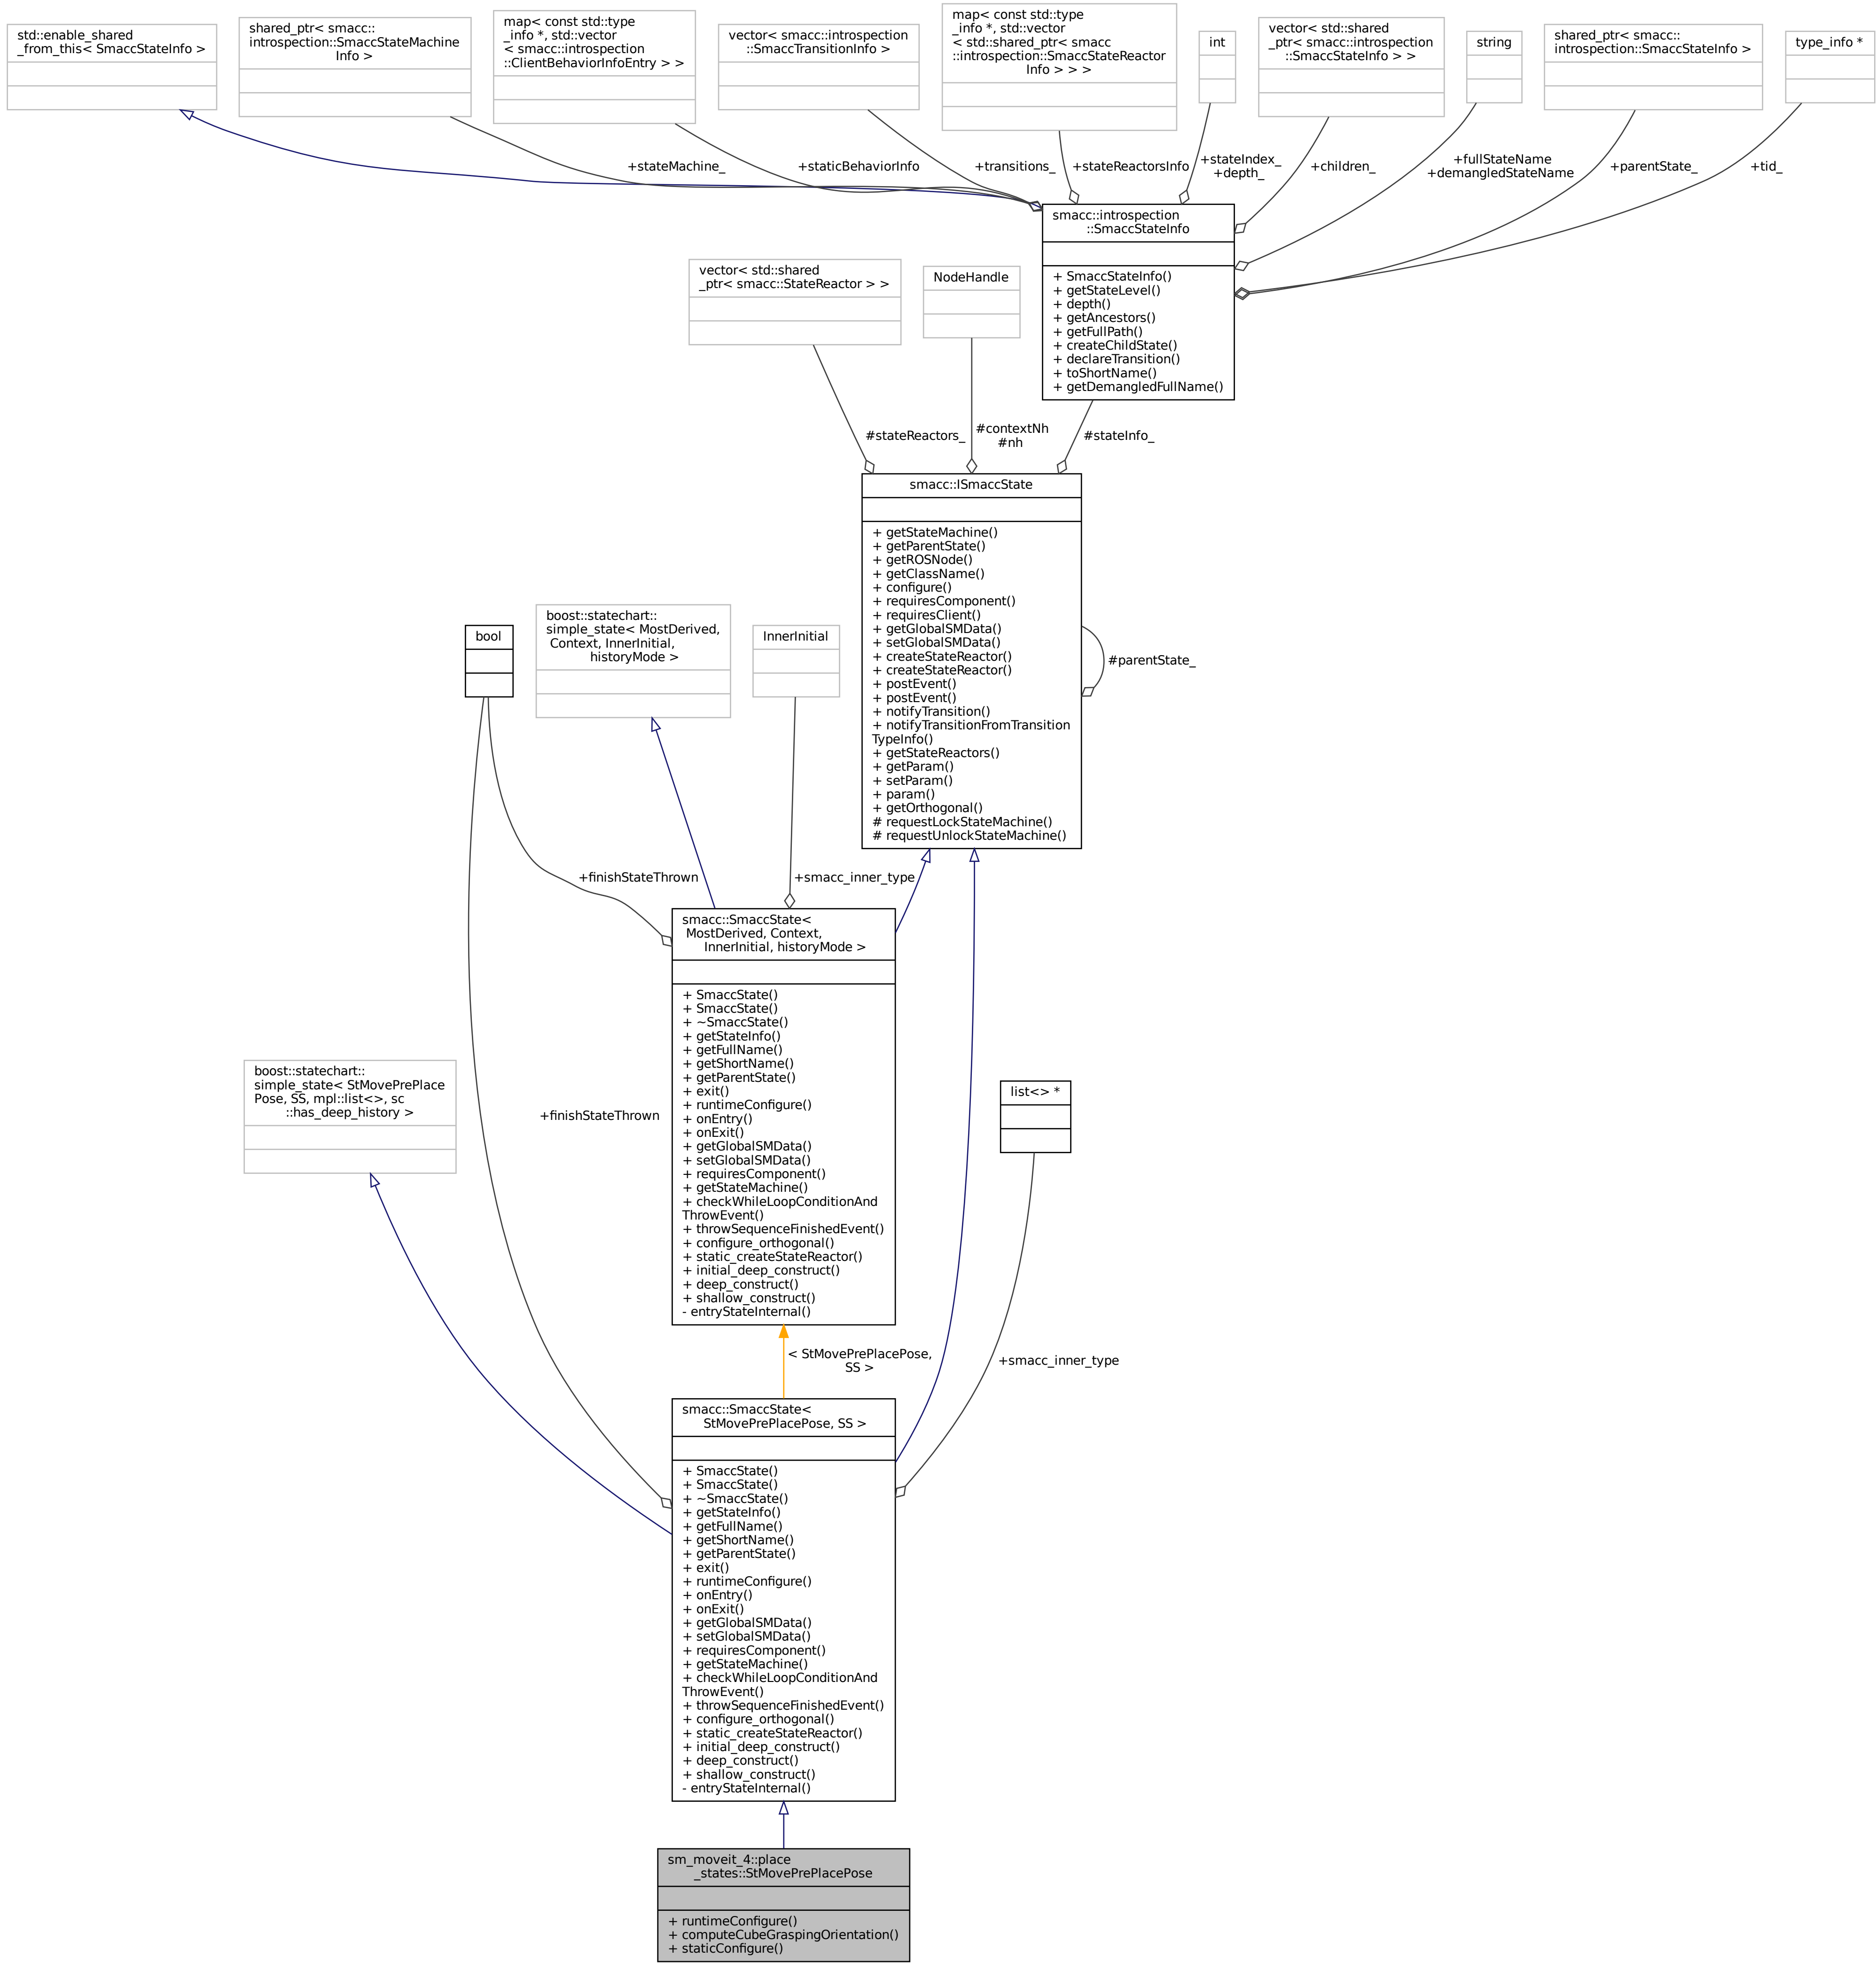 std::enable_shared
_from_this< SmaccStateInfo >
shared_ptr< smacc::
introspection::SmaccStateMachine
Info >
map< const std::type
_info *, std::vector
< smacc::introspection
::ClientBehaviorInfoEntry > >
vector< smacc::introspection
::SmaccTransitionInfo >
map< const std::type
_info *, std::vector
< std::shared_ptr< smacc
::introspection::SmaccStateReactor
Info > > >
int
vector< std::shared
_ptr< smacc::introspection
::SmaccStateInfo > >
string
shared_ptr< smacc::
introspection::SmaccStateInfo >
type_info *
+stateMachine_
+staticBehaviorInfo
+transitions_
+stateReactorsInfo
+stateIndex_
+depth_
+children_
+fullStateName
+demangledStateName
+parentState_
+tid_
smacc::introspection
::SmaccStateInfo
+ SmaccStateInfo()
+ getStateLevel()
+ depth()
+ getAncestors()
+ getFullPath()
+ createChildState()
+ declareTransition()
+ toShortName()
+ getDemangledFullName()
vector< std::shared
_ptr< smacc::StateReactor > >
NodeHandle
#stateReactors_
#contextNh
#nh
#stateInfo_
smacc::ISmaccState
+ getStateMachine()
+ getParentState()
+ getROSNode()
+ getClassName()
+ configure()
+ requiresComponent()
+ requiresClient()
+ getGlobalSMData()
+ setGlobalSMData()
+ createStateReactor()
+ createStateReactor()
+ postEvent()
+ postEvent()
+ notifyTransition()
+ notifyTransitionFromTransition
TypeInfo()
+ getStateReactors()
+ getParam()
+ setParam()
+ param()
+ getOrthogonal()
# requestLockStateMachine()
# requestUnlockStateMachine()
#parentState_
bool
boost::statechart::
simple_state< MostDerived,
Context, InnerInitial,
historyMode >
InnerInitial
+finishStateThrown
+smacc_inner_type
smacc::SmaccState<
MostDerived, Context,
InnerInitial, historyMode >
+ SmaccState()
+ SmaccState()
+ ~SmaccState()
+ getStateInfo()
+ getFullName()
+ getShortName()
+ getParentState()
+ exit()
+ runtimeConfigure()
+ onEntry()
+ onExit()
+ getGlobalSMData()
+ setGlobalSMData()
+ requiresComponent()
+ getStateMachine()
+ checkWhileLoopConditionAnd
ThrowEvent()
+ throwSequenceFinishedEvent()
+ configure_orthogonal()
+ static_createStateReactor()
+ initial_deep_construct()
+ deep_construct()
+ shallow_construct()
- entryStateInternal()
boost::statechart::
simple_state< StMovePrePlace
Pose, SS, mpl::list<>, sc
::has_deep_history >
+finishStateThrown
list<> *
< StMovePrePlacePose,
SS >
+smacc_inner_type
smacc::SmaccState<
StMovePrePlacePose, SS >
+ SmaccState()
+ SmaccState()
+ ~SmaccState()
+ getStateInfo()
+ getFullName()
+ getShortName()
+ getParentState()
+ exit()
+ runtimeConfigure()
+ onEntry()
+ onExit()
+ getGlobalSMData()
+ setGlobalSMData()
+ requiresComponent()
+ getStateMachine()
+ checkWhileLoopConditionAnd
ThrowEvent()
+ throwSequenceFinishedEvent()
+ configure_orthogonal()
+ static_createStateReactor()
+ initial_deep_construct()
+ deep_construct()
+ shallow_construct()
- entryStateInternal()
sm_moveit_4::place
_states::StMovePrePlacePose
+ runtimeConfigure()
+ computeCubeGraspingOrientation()
+ staticConfigure()